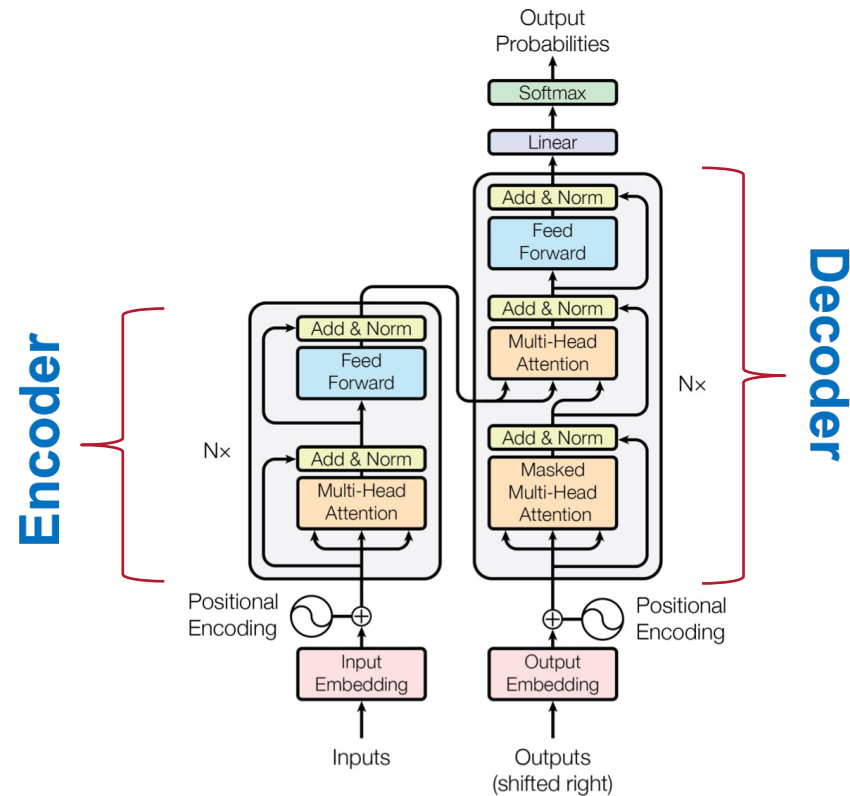 Output
Probabilities
Softmax
Linear
Add & Norm
Feed
Forward
Add & Norm
Multi-Head
Attention
Add & Norm
Masked
Multi-Head
Attention
N×
Decoder
Positional
Encoding
Output
Embedding
Outputs
(shifted right)
Encoder
N×
Add & Norm
Feed
Forward
Add & Norm
Multi-Head
Attention
Positional
Encoding
Input
Embedding
Inputs